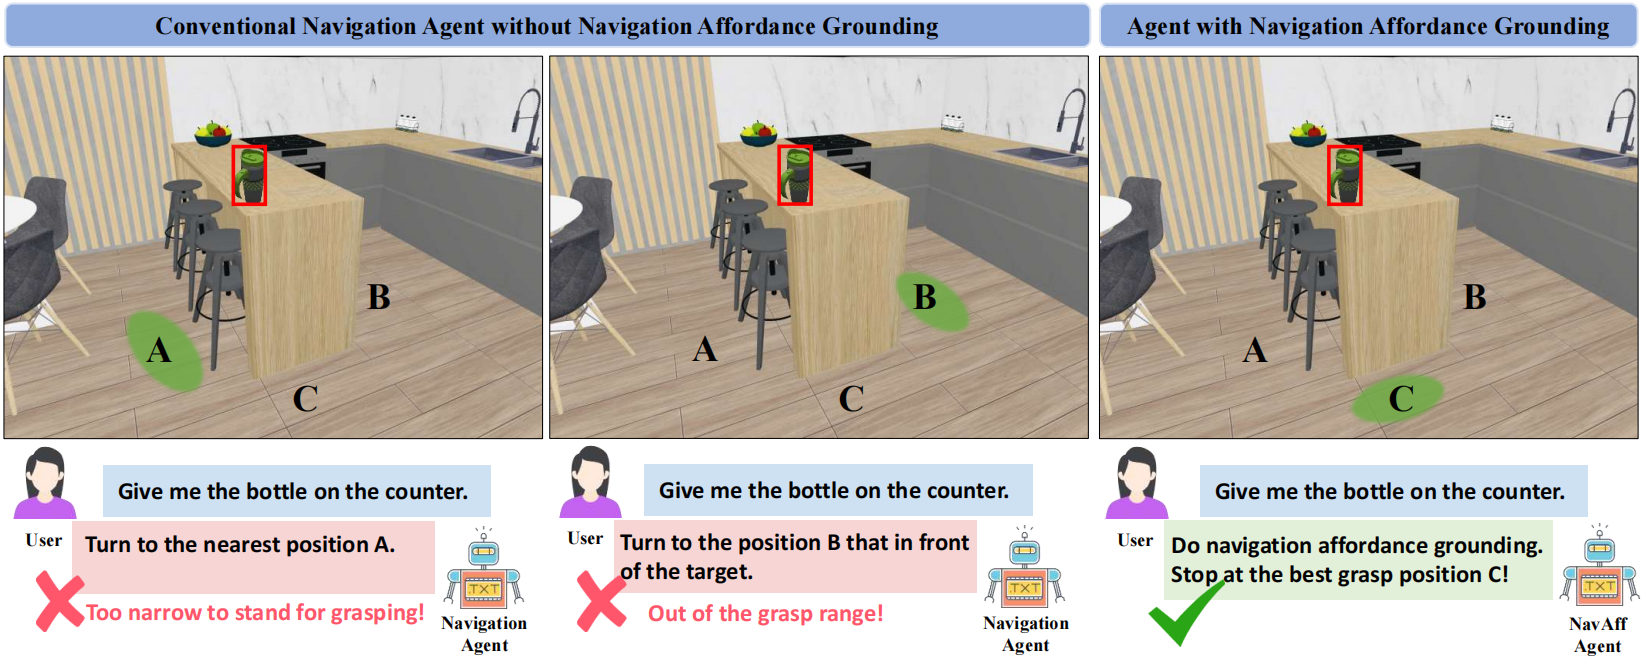 Conventional Navigation Agent without Navigation Affordance Grounding
Agent with Navigation Affordance Grounding
A
B
C
A
B
C
A
B
C
Give me the bottle on the counter.
User
Turn to the nearest position A.
Too narrow to stand for grasping!
TXT
Navigation
Agent
Give me the bottle on the counter.
User
Turn to the position B that in front
of the target.
Out of the grasp range!
TXT
Navigation
Agent
Give me the bottle on the counter.
User
Do navigation affordance grounding.
Stop at the best grasp position C!
TXT
NavAff
Agent